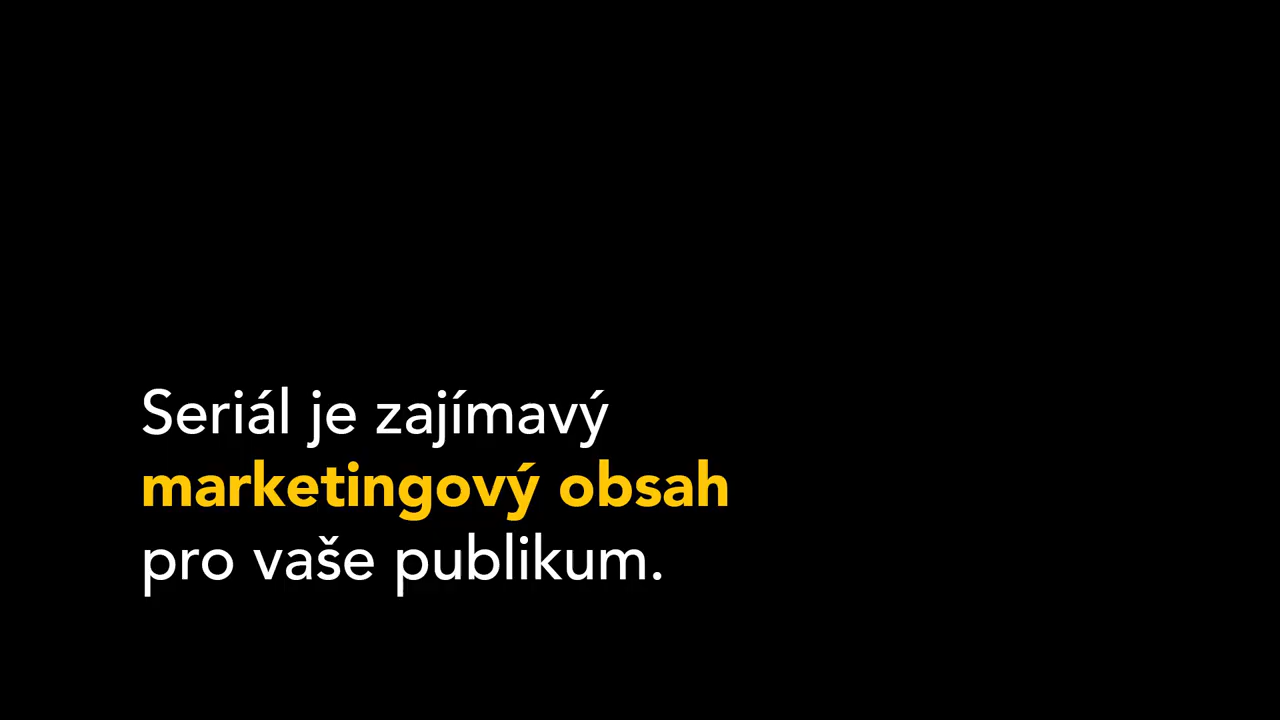 Seriál je zajímavý
marketingový obsah
pro vaše publikum.